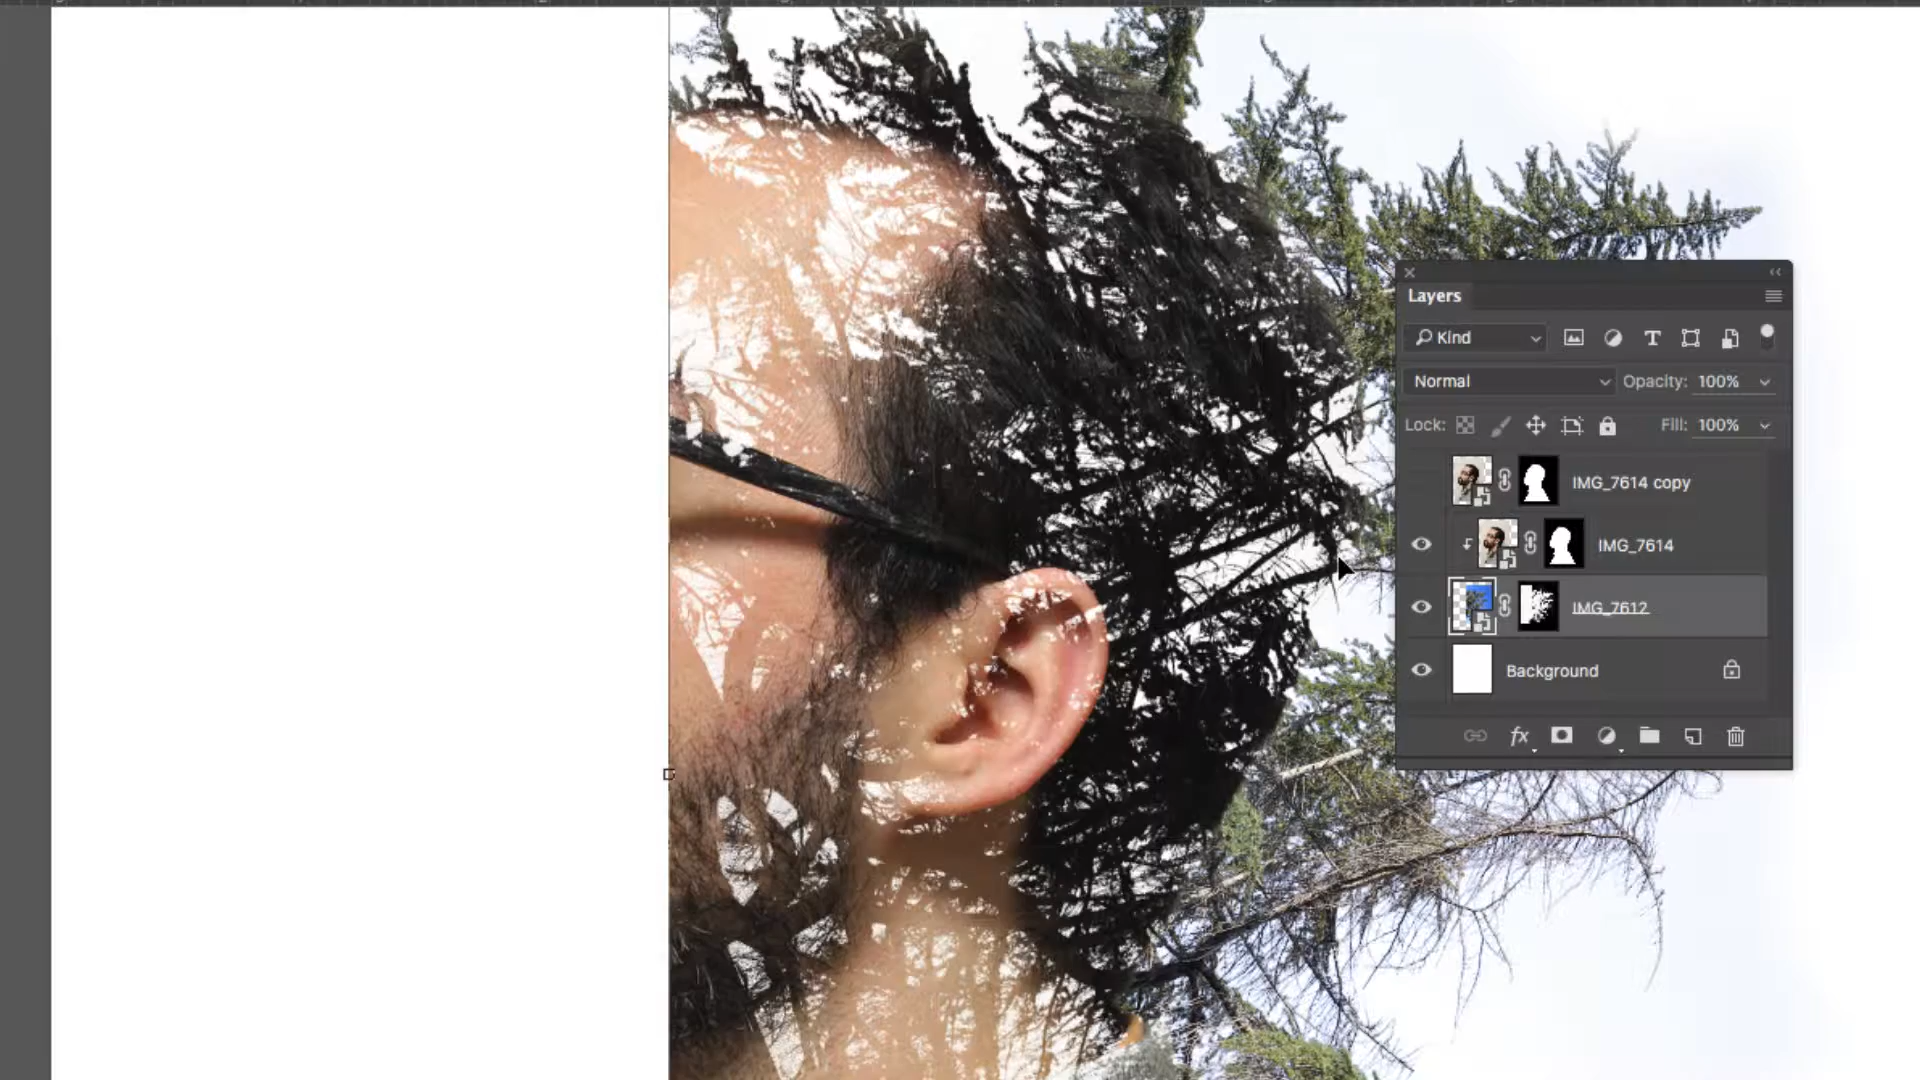 Layers
Kind
T
Normal Opacity: 100%
Lock: Fill: 100%
IMG_7614 copy
IMG_7614
IMG_7612
Background
fx